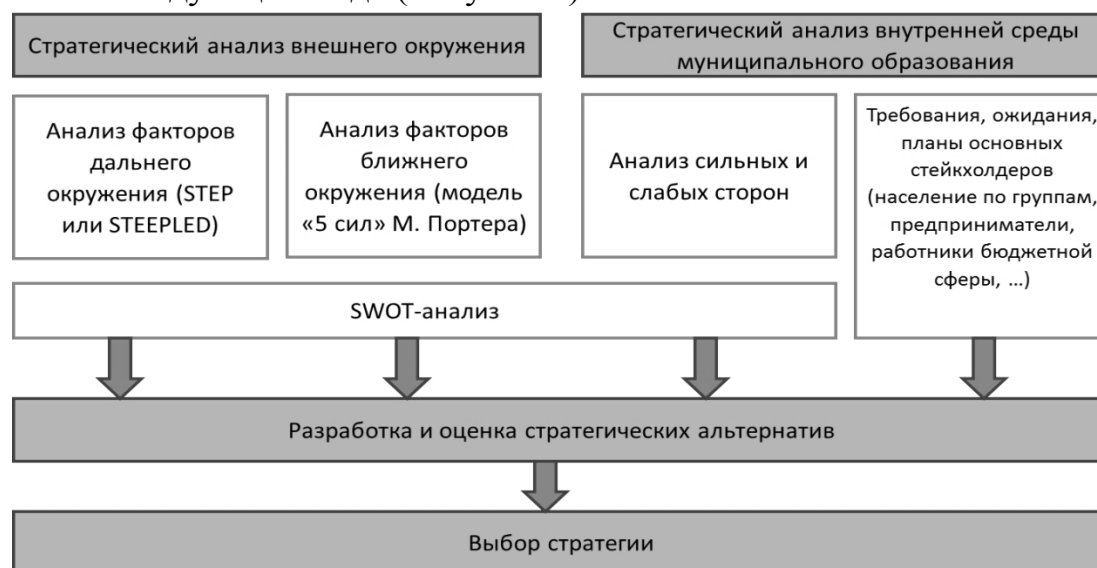 Стратегический анализ внешнего окружения
Стратегический анализ внутренней среды
муниципального образования
Анализ факторов
дальнего
окружения (STEP
или STEEPLED)
Анализ факторов
ближнего
окружения (модель
«5 сил» М. Портера)
Анализ сильных и
слабых сторон
Требования, ожидания,
планы основных
стейкхолдеров
(население по группам,
предприниматели,
работники бюджетной
сферы, ...)
SWOT-анализ
Разработка и оценка стратегических альтернатив
Выбор стратегии